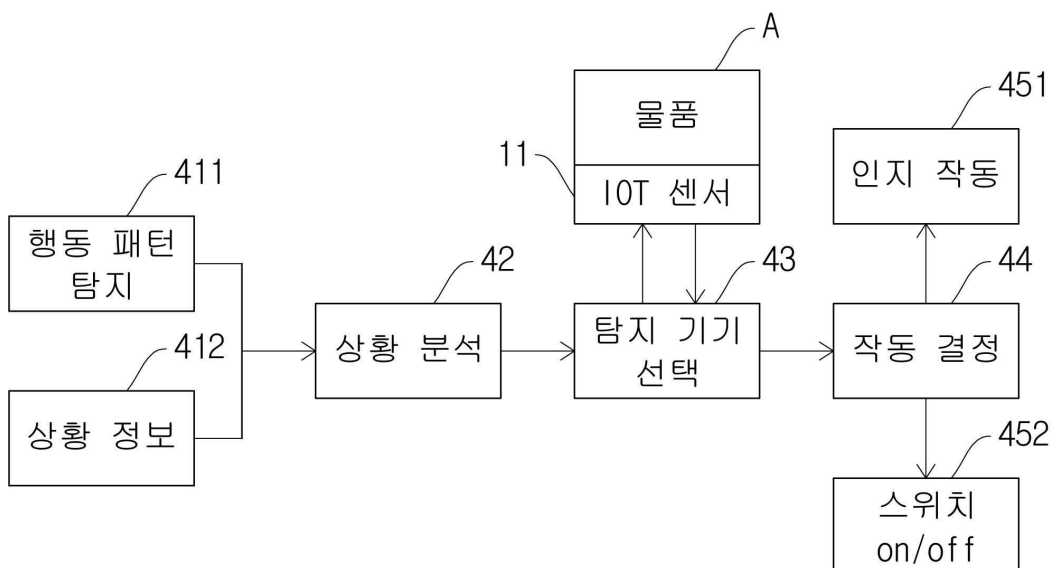 A
물품
11
IOT 센서
451
인지 작동
411
행동 패턴
탐지
412
상황 정보
42
상황 분석
43
탐지 기기
선택
44
작동 결정
452
스위치
on/off